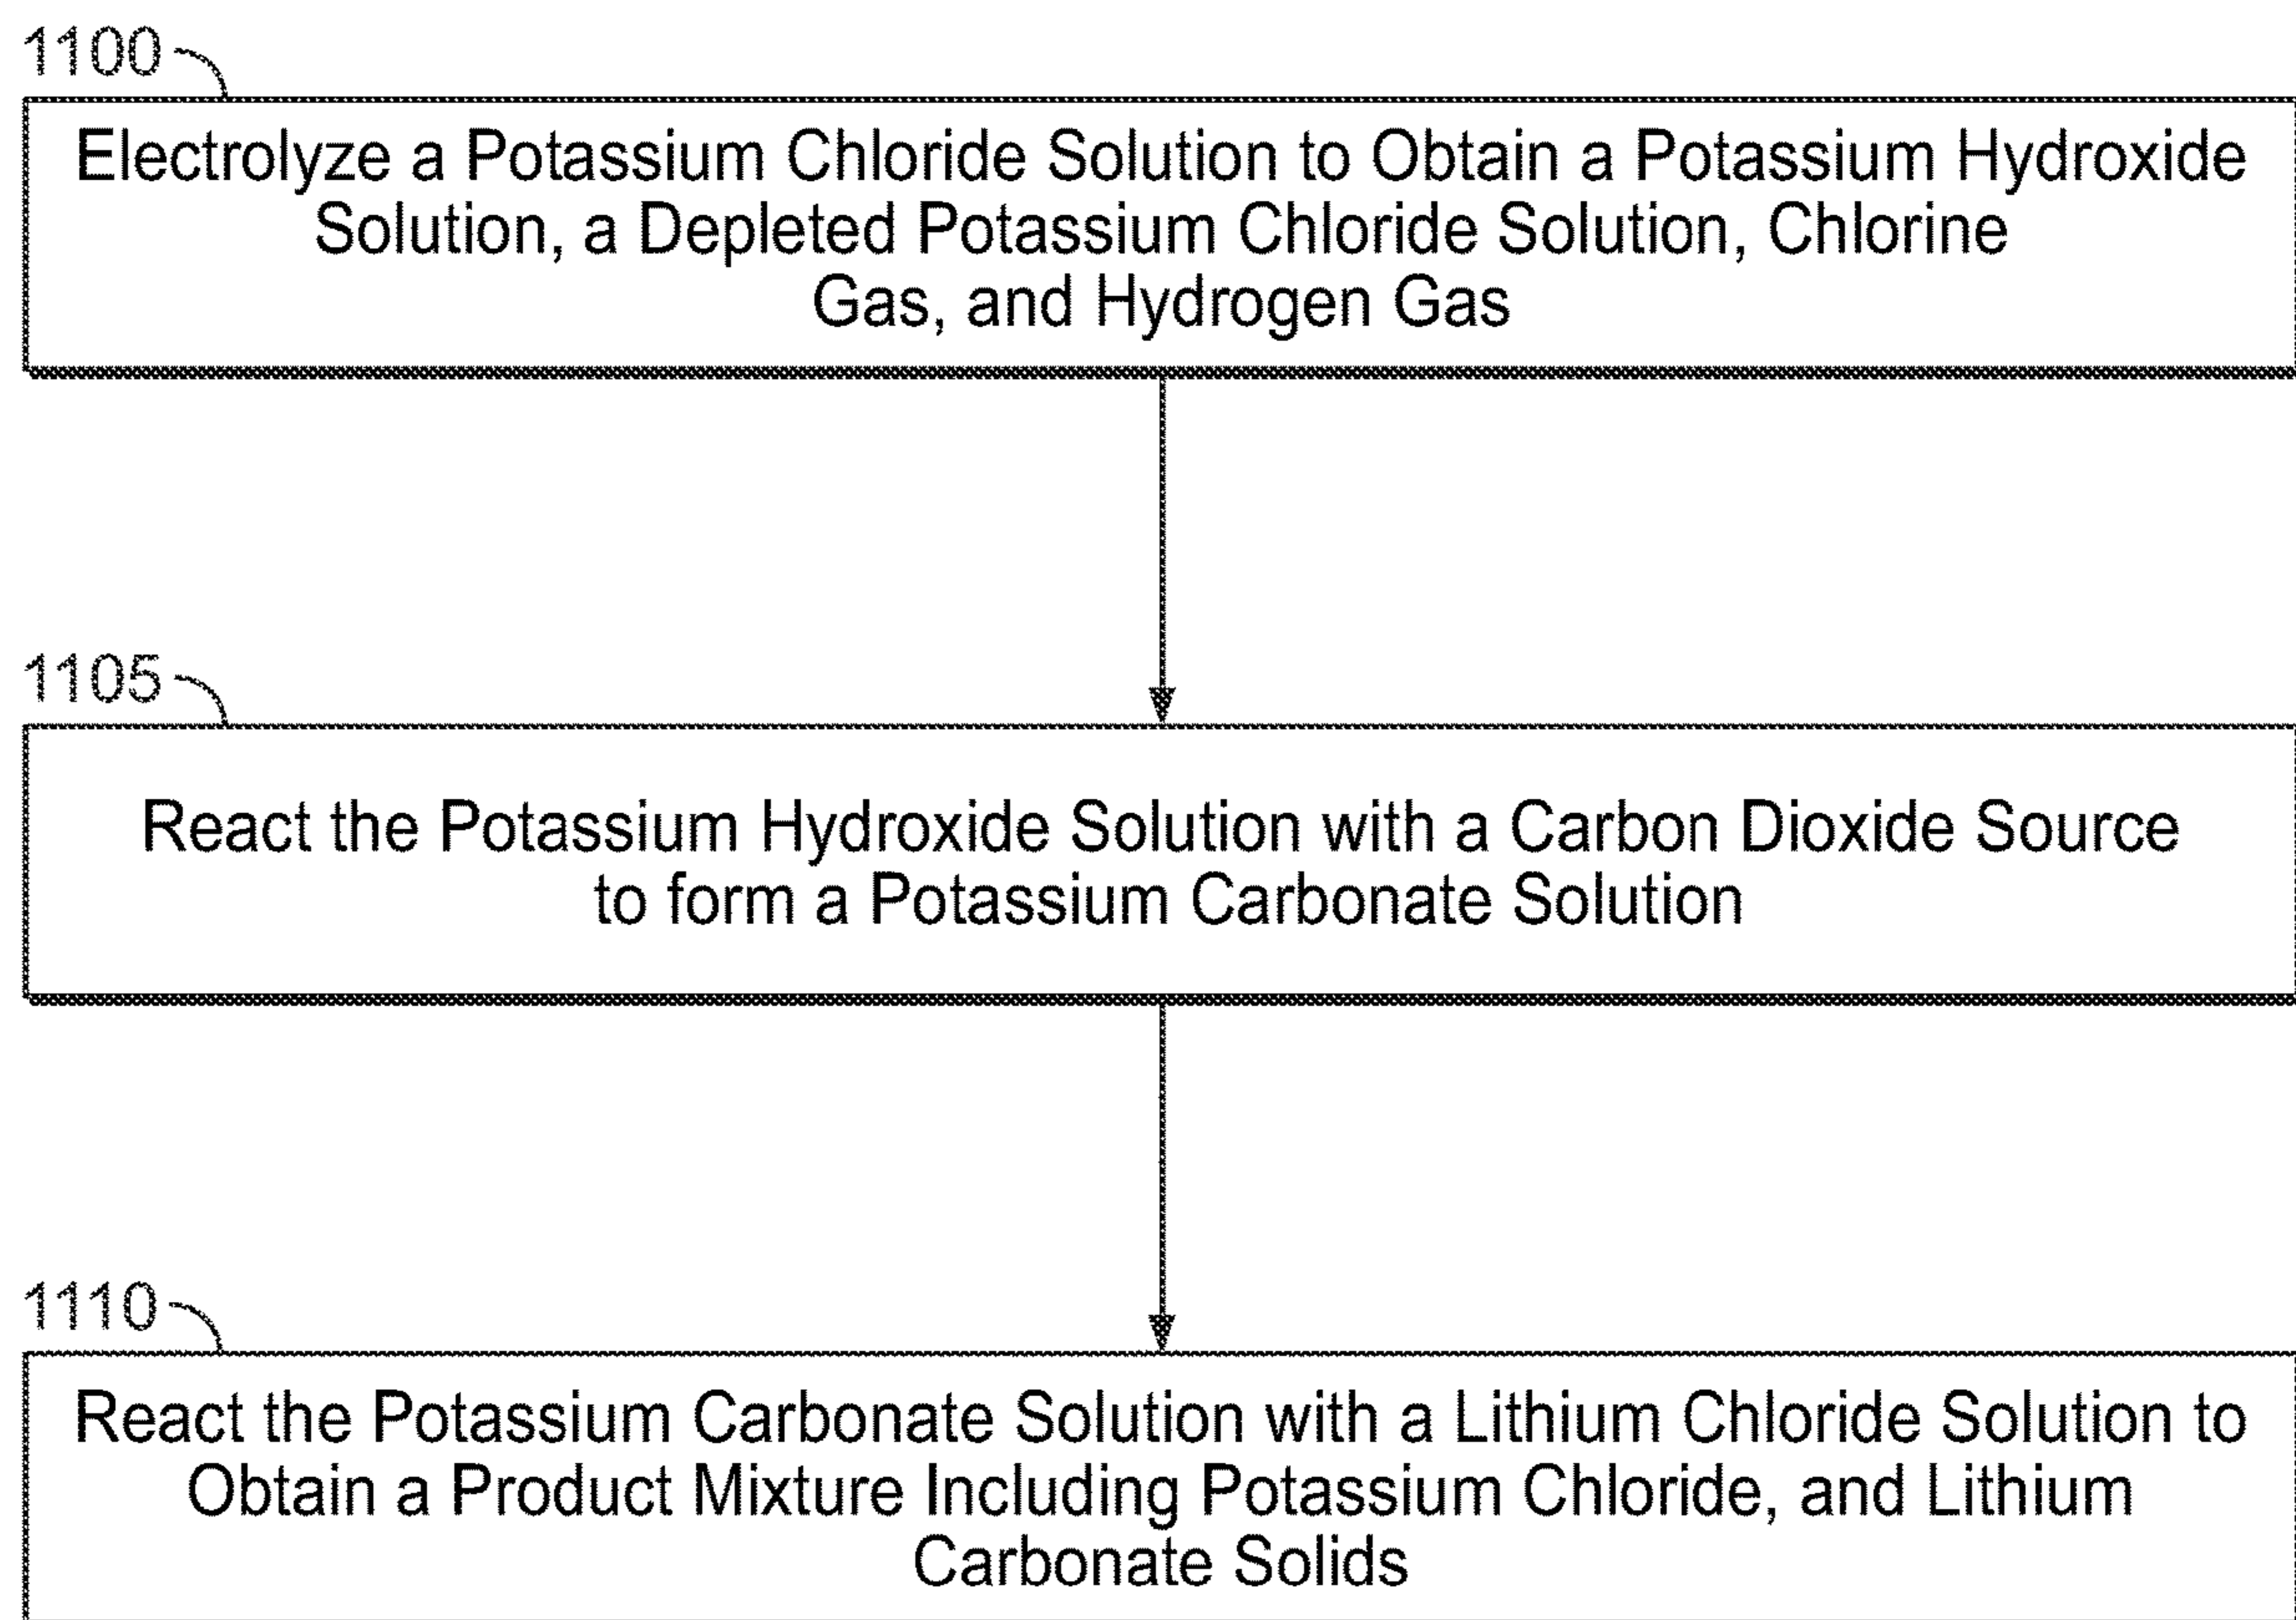 1100
Electrolyze a Potassium Chloride Solution to Obtain a Potassium Hydroxide
Solution, a Depleted Potassium Chloride Solution, Chlorine
Gas, and Hydrogen Gas
1105
React the Potassium Hydroxide Solution with a Carbon Dioxide Source
to form a Potassium Carbonate Solution
1110
React the Potassium Carbonate Solution with a Lithium Chloride Solution to
Obtain a Product Mixture Including Potassium Chloride, and Lithium
Carbonate Solids